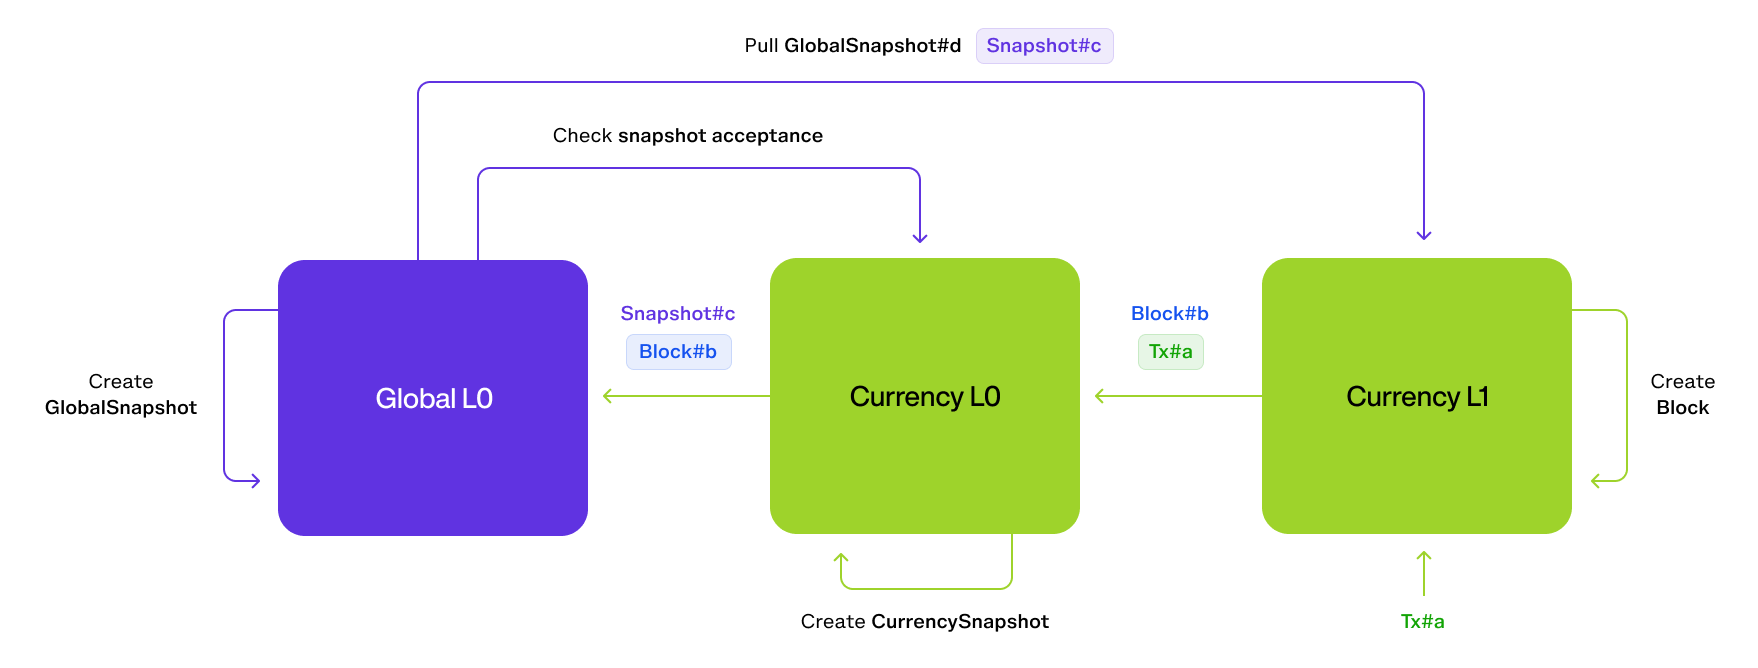 Pull GlobalSnapshot#d Snapshot#c
Check snapshot acceptance
Snapshot#c
Block#b
Block#b
Tx#a
Create
GlobalSnapshot
Global L0
Currency L0
Currency L1
Create
Block
Create CurrencySnapshot
Tx#a